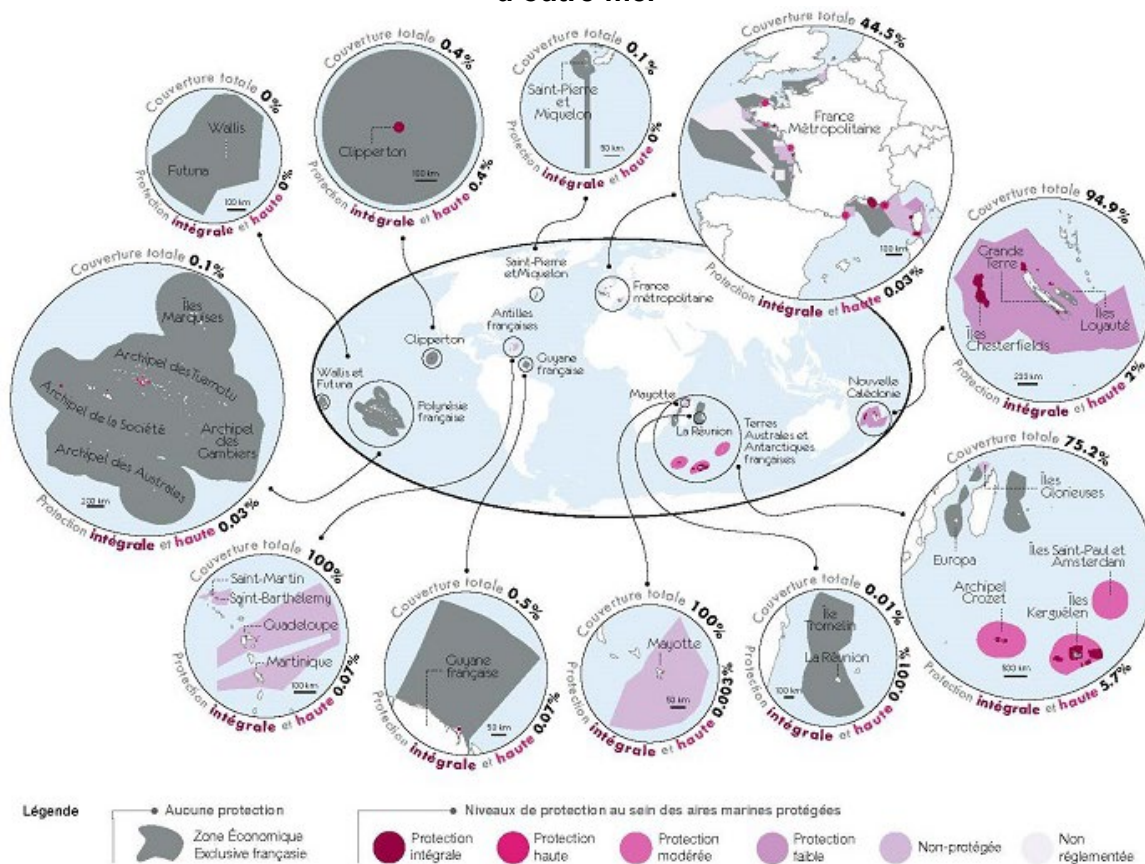 Couverture totale 0%
Wallis
Futuna
100 km
Protection intégrale et haute 0%
Couverture totale 0.4%
Clipperton
100 km
Protection intégrale et haute 0.4%
Couverture totale 0.1%
Saint-Pierre
et
Miquelon
50 km
Protection intégrale et haute 0%
Couverture totale 44.5%
France
Métropolitaine
100 km
Protection intégrale et haute 0.03%
Couverture totale 94.9%
Grande
Terre
Îles
Loyauté
Îles
Chesterfields
200 km
Protection intégrale et haute 2%
Couverture totale 0.1%
Îles
Marquises
Archipel des Tuamotu
Archipel de la Société
Archipel
des
Gambiers
Archipel des Australes
200 km
Protection intégrale et haute 0.03%
Saint-Pierre
et Miquelon
France
métropolitaine
Antilles
françaises
Clipperton
Guyane
française
Wallis et
Futuna
Polynésie
française
Mayotte
La Réunion
Terres
Australes et
Antarctiques
françaises
Nouvelle
Calédonie
Couverture totale 75.2%
Îles
Glorieuses
Europa
Îles Saint-Paul et
Amsterdam
Archipel
Crozet
Îles
Kerguelen
500 km
Protection intégrale et haute 5.7%
Couverture totale 100%
Saint-Martin
Saint-Barthélemy
Guadeloupe
Martinique
100 km
Protection intégrale et haute 0.07%
Couverture totale 0.5%
Guyane
française
50 km
Protection intégrale et haute 0.07%
Couverture totale 100%
Mayotte
50 km
Protection intégrale et haute 0.003%
Couverture totale 0.01%
Île
Tromelin
La Réunion
100 km
Protection intégrale et haute 0.001%
Légende
Aucune protection
Zone Économique
Exclusive française
Niveaux de protection au sein des aires marines protégées
Protection
intégrale
Protection
haute
Protection
modérée
Protection
faible
Non-protégée
Non
réglementée